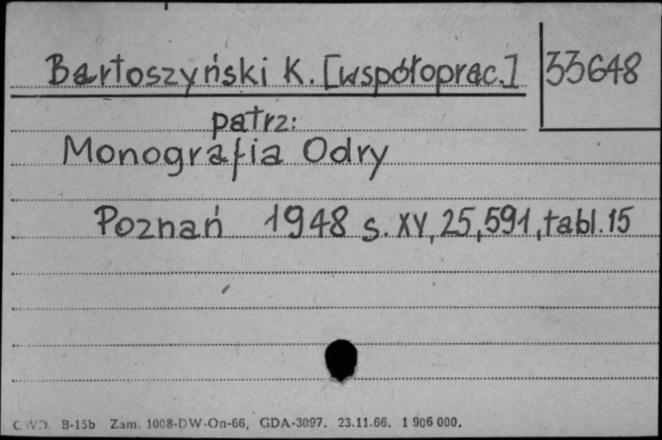 Bartoszyński K. [współoprac.] 33648
patrz:
Monografia Odry
Poznań 1948 s. XV, 25, 591, tabl. 15
C W D. B-15b Zam. 1008-DW-On-66, GDA-3097. 23.11.66. 1 906 000.